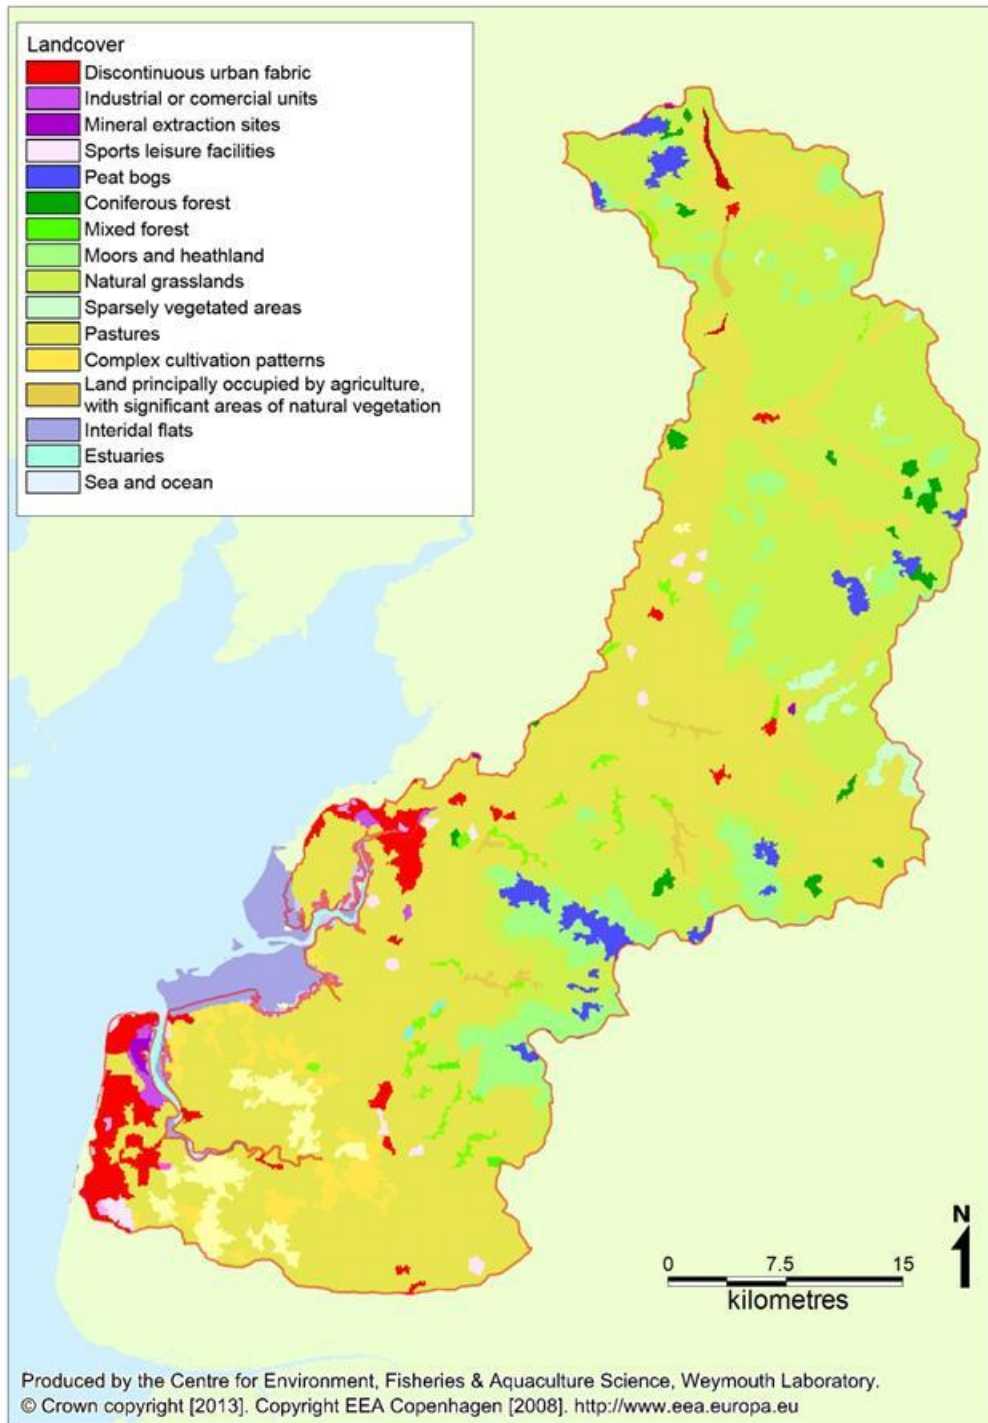 Landcover
Discontinuous urban fabric
Industrial or comercial units
Mineral extraction sites
Sports leisure facilities
Peat bogs
Coniferous forest
Mixed forest
Moors and heathland
Natural grasslands
Sparsely vegetated areas
Pastures
Complex cultivation patterns
Land principally occupied by agriculture,
with significant areas of natural vegetation
Interidal flats
Estuaries
Sea and ocean
N
0 7.5 15
kilometres
Produced by the Centre for Environment, Fisheries & Aquaculture Science, Weymouth Laboratory.
© Crown copyright [2013]. Copyright EEA Copenhagen [2008]. http://www.eea.europa.eu